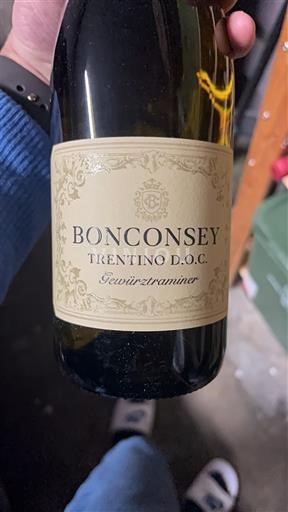 BONCONSEY
TRENTINO D.O.C.
Gewürztraminer